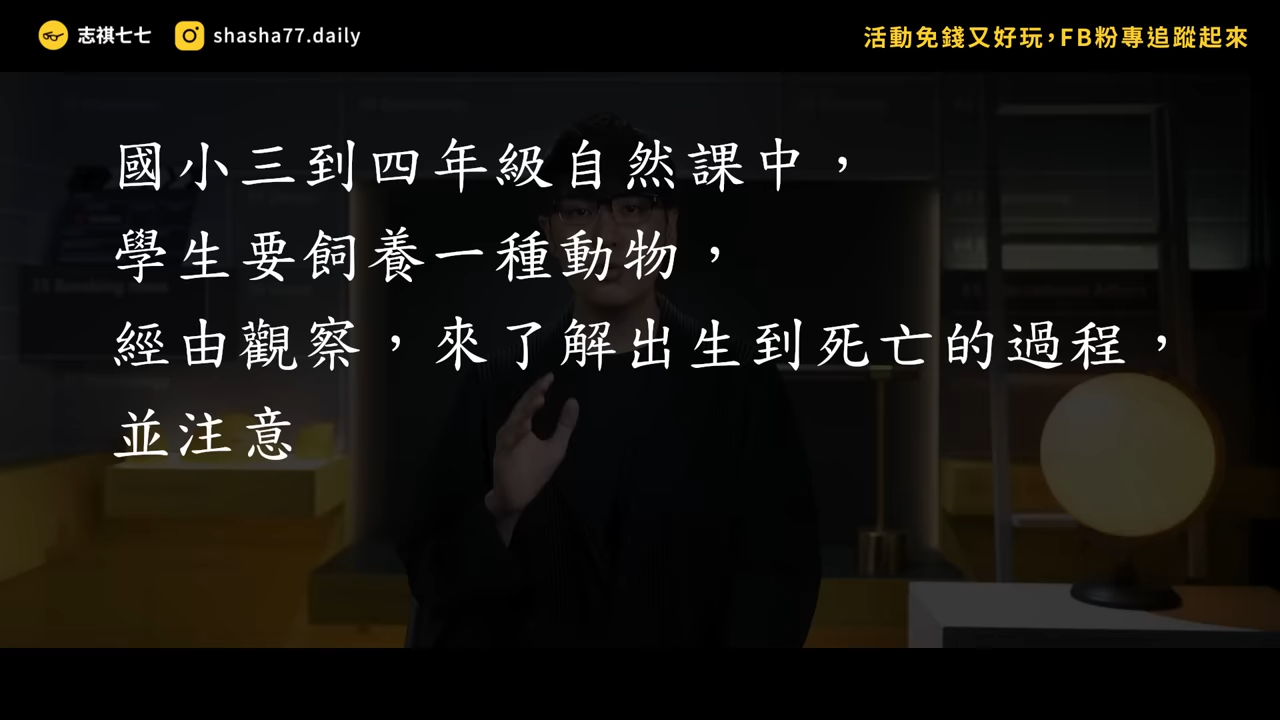 志祺七七 shasha77.daily 活動免錢又好玩，FB粉專追蹤起來
國小三到四年級自然課中，
學生要飼養一種動物，
經由觀察，來了解出生到死亡的過程，
並注意